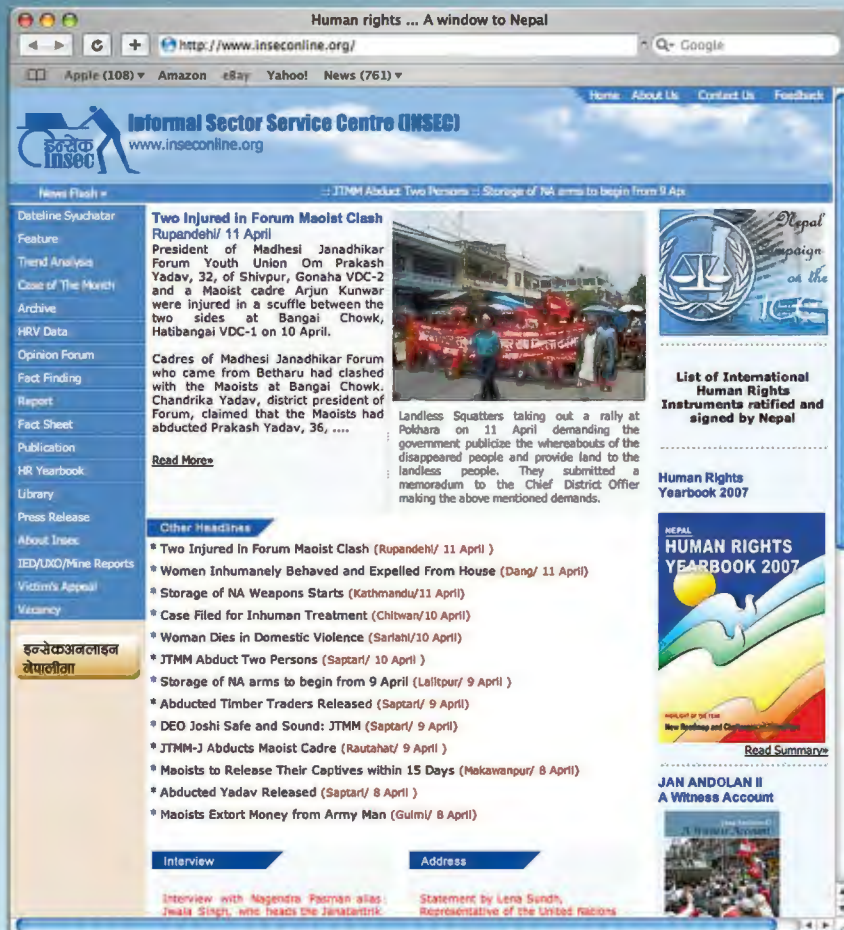 Human rights ... A window to Nepal
http://www.inseconline.org/
Google
Apple (108) Amazon eBay Yahoo! News (761)
Home About Us Contact Us Feedback
Informal Sector Service Centre (INSEC)
www.inseconline.org
इन्सेक
Insec
News Flash »
::: JTMM Abduct Two Persons ::: Storage of NA arms to begin from 9 Apr
Dateline Syuchatar
Feature
Trend Analysis
Case of The Month
Archive
HRV Data
Opinion Forum
Fact Finding
Report
Fact Sheet
Publication
HR Yearbook
Library
Press Release
About Insec
IED/UXO/Mine Reports
Victim's Appeal
Vacancy
इन्सेकअनलाइन
नेपालीमा
Two Injured in Forum Maoist Clash
Rupandehi/ 11 April
President of Madhesi Janadhikar
Forum Youth Union Om Prakash
Yadav, 32, of Shivpur, Gonaha VDC-2
and a Maoist cadre Arjun Kunwar
were injured in a scuffle between the
two sides at Bangai Chowk,
Hatibangai VDC-1 on 10 April.
Cadres of Madhesi Janadhikar Forum
who came from Betharu had clashed
with the Maoists at Bangai Chowk.
Chandrika Yadav, district president of
Forum, claimed that the Maoists had
abducted Prakash Yadav, 36, ....
Read More»
Landless Squatters taking out a rally at
Pokhara on 11 April demanding the
government publicize the whereabouts of the
disappeared people and provide land to the
landless people. They submitted a
memoradum to the Chief District Offier
making the above mentioned demands.
Other Headlines
* Two Injured in Forum Maoist Clash (Rupandehi/ 11 April )
* Women Inhumanely Behaved and Expelled From House (Dang/ 11 April)
* Storage of NA Weapons Starts (Kathmandu/11 April)
* Case Filed for Inhuman Treatment (Chitwan/10 April)
* Woman Dies in Domestic Violence (Sarlahi/10 April)
* JTMM Abduct Two Persons (Saptari/ 10 April )
* Storage of NA arms to begin from 9 April (Lalitpur/ 9 April )
* Abducted Timber Traders Released (Saptari/ 9 April)
* DEO Joshi Safe and Sound: JTMM (Saptari/ 9 April)
* JTMM-J Abducts Maoist Cadre (Rautahat/ 9 April )
* Maoists to Release Their Captives within 15 Days (Makawanpur/ 8 April)
* Abducted Yadav Released (Saptari/ 8 April )
* Maoists Extort Money from Army Man (Gulmi/ 8 April)
Interview
Interview with Nagendra Pasman alias
Jwala Singh, who heads the Janatantrik
Address
Statement by Lena Sundh,
Representative of the United Nations
Nepal
Campaign
on the
ICC
List of International
Human Rights
Instruments ratified and
signed by Nepal
Human Rights
Yearbook 2007
NEPAL
HUMAN RIGHTS
YEARBOOK 2007
HIGHLIGHT OF THE YEAR
New Roadmap and
Read Summary»
JAN ANDOLAN II
A Witness Account
A Witness Account